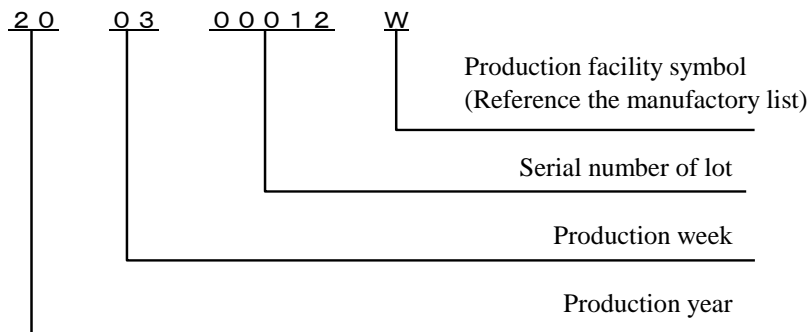 ２０ ０３ ０００１２ W
Production facility symbol
(Reference the manufactory list)
Serial number of lot
Production week
Production year